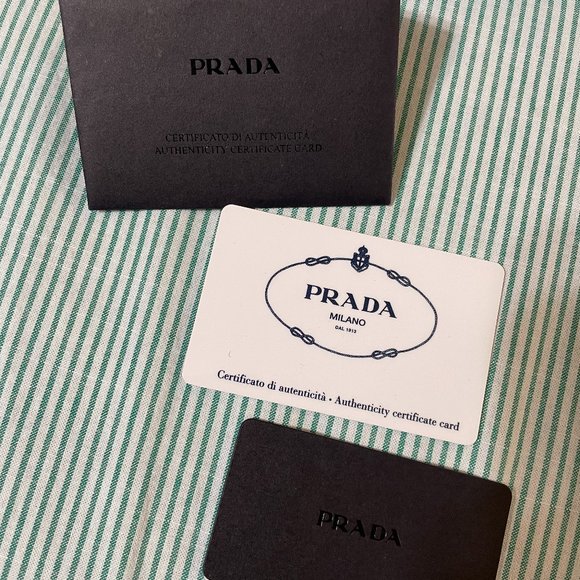 PRADA
CERTIFICATO DI AUTENTICITÀ
AUTHENTICITY CERTIFICATE CARD
PRADA
MILANO
DAL 1913
Certificato di autenticità • Authenticity certificate card
PRADA